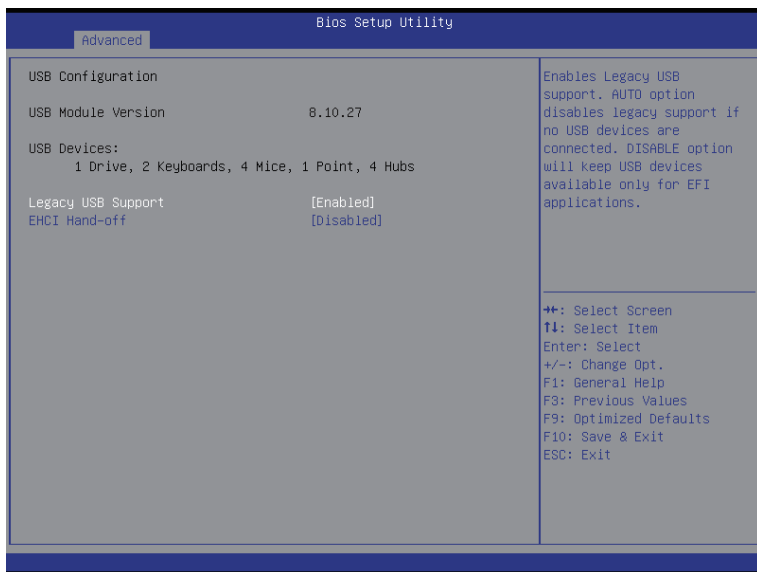 Bios Setup Utility
Advanced
USB Configuration
USB Module Version 8.10.27
USB Devices:
1 Drive, 2 Keyboards, 4 Mice, 1 Point, 4 Hubs
Legacy USB Support [Enabled]
EHCI Hand-off [Disabled]
Enables Legacy USB
support. AUTO option
disables legacy support if
no USB devices are
connected. DISABLE option
will keep USB devices
available only for EFI
applications.
→←: Select Screen
↑↓: Select Item
Enter: Select
+/-: Change Opt.
F1: General Help
F3: Previous Values
F9: Optimized Defaults
F10: Save & Exit
ESC: Exit